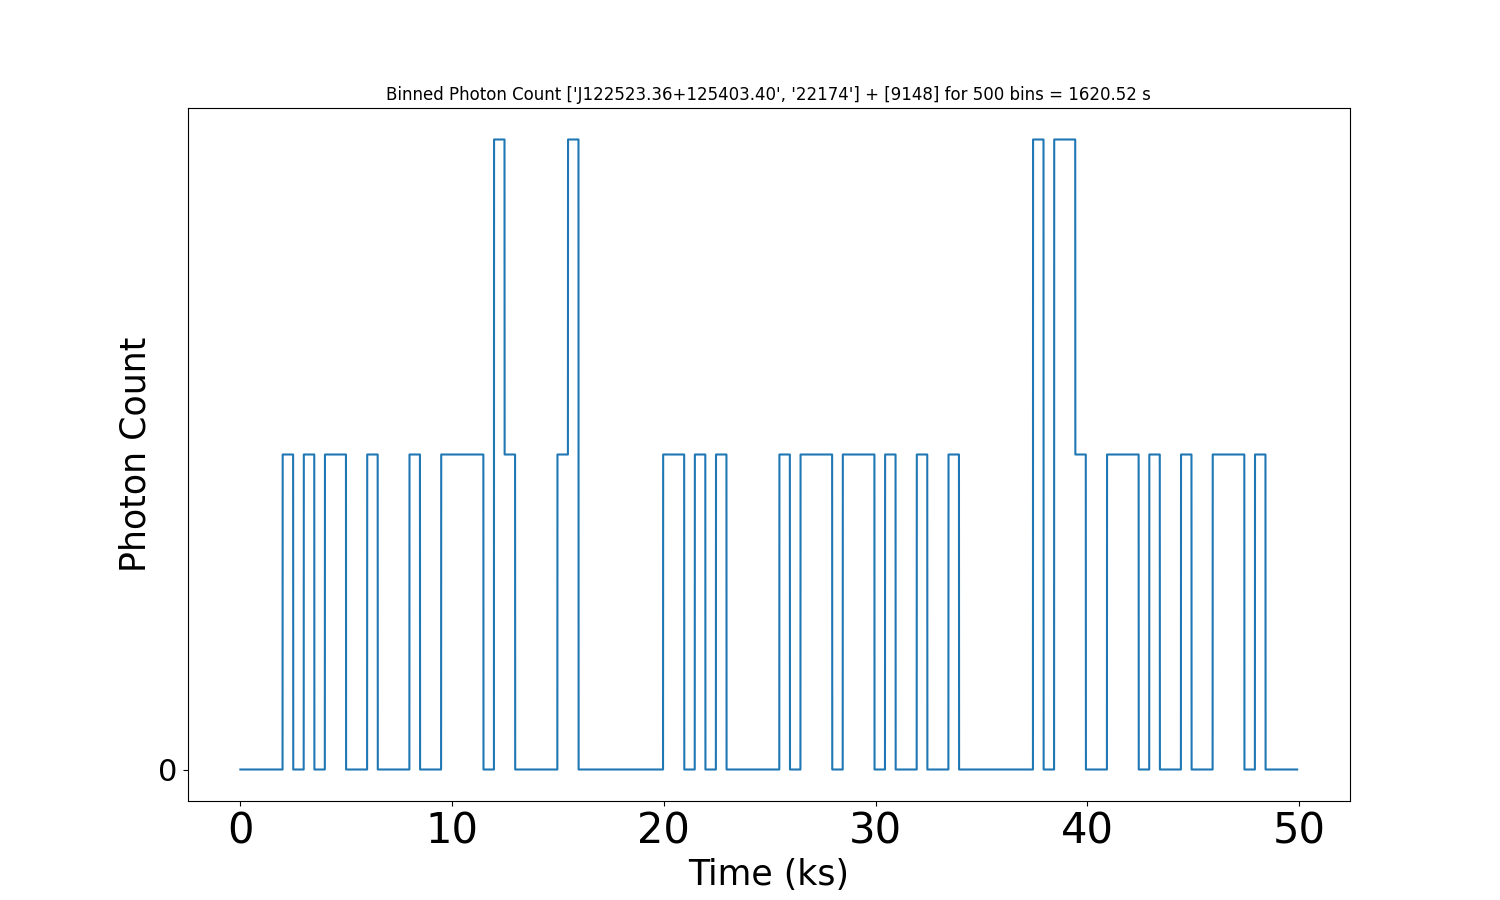 Binned Photon Count ['J122523.36+125403.40', '22174'] + [9148] for 500 bins = 1620.52 s
Photon Count
0
0 10 20 30 40 50
Time (ks)